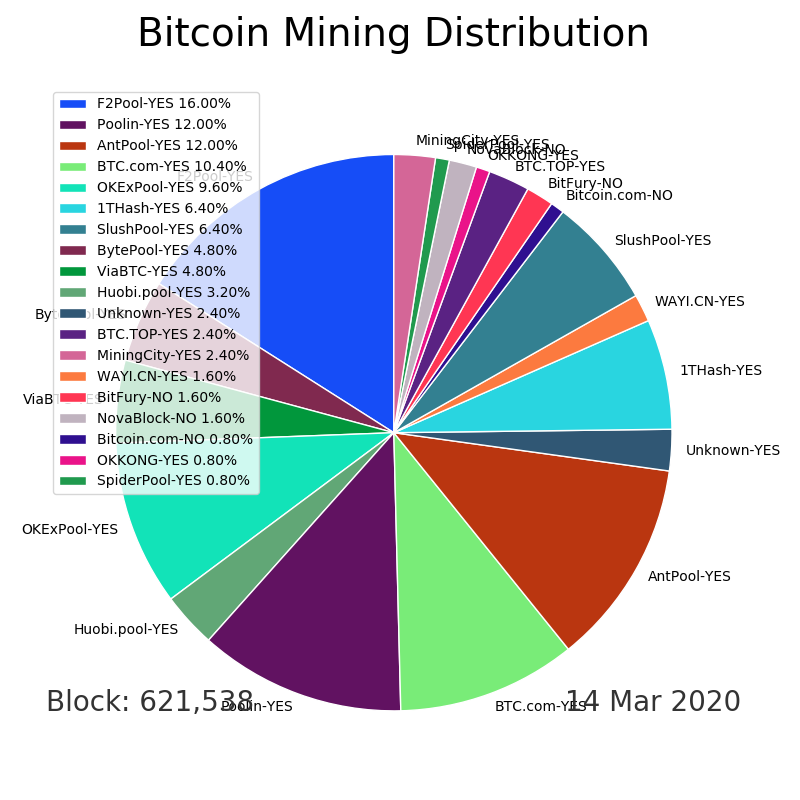 Bitcoin Mining Distribution
F2Pool-YES 16.00%
Poolin-YES 12.00%
AntPool-YES 12.00%
BTC.com-YES 10.40%
OKExPool-YES 9.60%
1THash-YES 6.40%
SlushPool-YES 6.40%
BytePool-YES 4.80%
ViaBTC-YES 4.80%
Huobi.pool-YES 3.20%
Unknown-YES 2.40%
BTC.TOP-YES 2.40%
MiningCity-YES 2.40%
WAYI.CN-YES 1.60%
BitFury-NO 1.60%
NovaBlock-NO 1.60%
Bitcoin.com-NO 0.80%
OKKONG-YES 0.80%
SpiderPool-YES 0.80%
MiningCity-YES
SpiderPool-YES
NovaBlock-NO
OKKONG-YES
BTC.TOP-YES
BitFury-NO
Bitcoin.com-NO
SlushPool-YES
WAYI.CN-YES
1THash-YES
Unknown-YES
AntPool-YES
BTC.com-YES
Poolin-YES
Huobi.pool-YES
OKExPool-YES
ViaBTC-YES
BytePool-YES
F2Pool-YES
Block: 621,538
14 Mar 2020